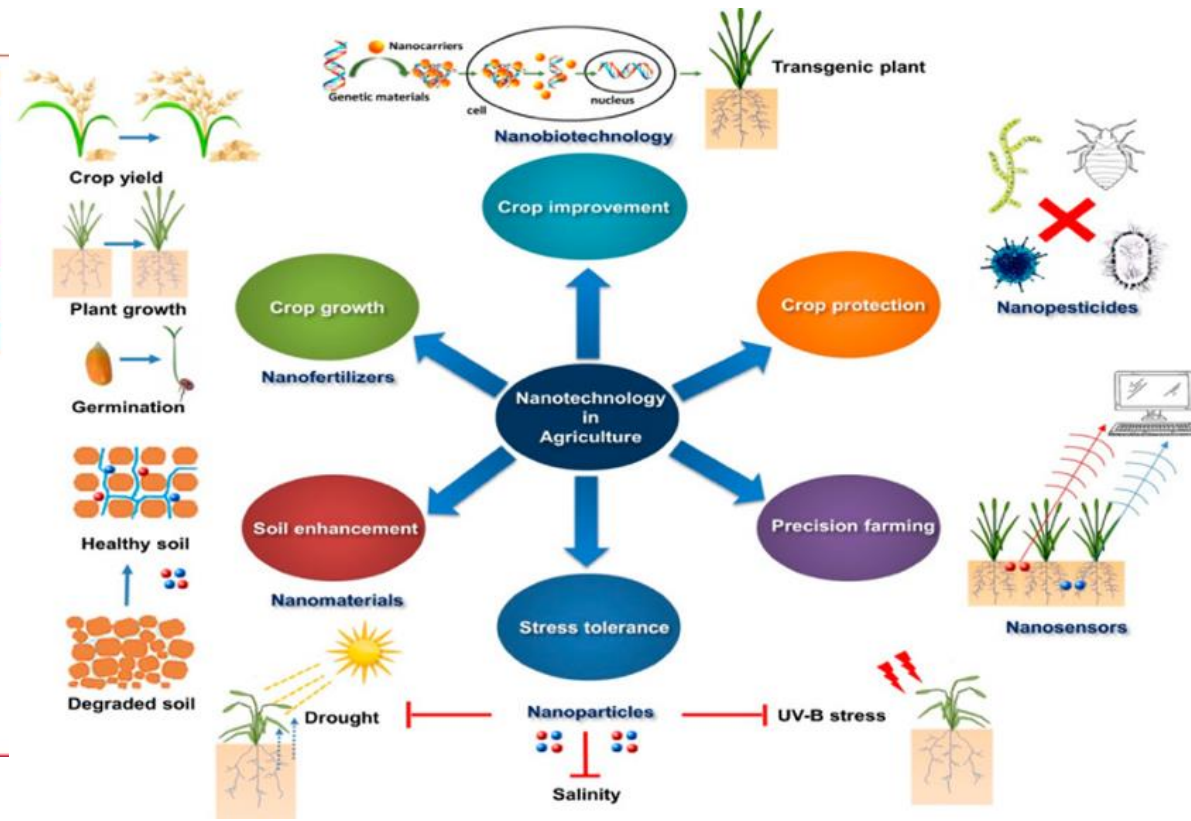 Nanocarriers
Genetic materials
cell
nucleus
Transgenic plant
Nanobiotechnology
Crop yield
Crop improvement
Plant growth
Crop growth
Crop protection
Nanopesticides
Nanofertilizers
Germination
Nanotechnology
in
Agriculture
Soil enhancement
Precision farming
Healthy soil
Nanomaterials
Nanosensors
Stress tolerance
Degraded soil
Drought
Nanoparticles
UV-B stress
Salinity